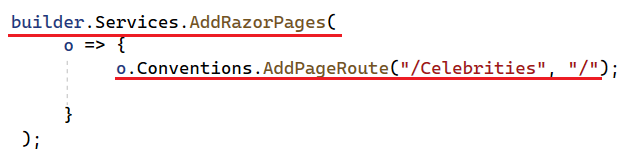 builder.Services.AddRazorPages(
o => {
o.Conventions.AddPageRoute("/Celebrities", "/");
}
);